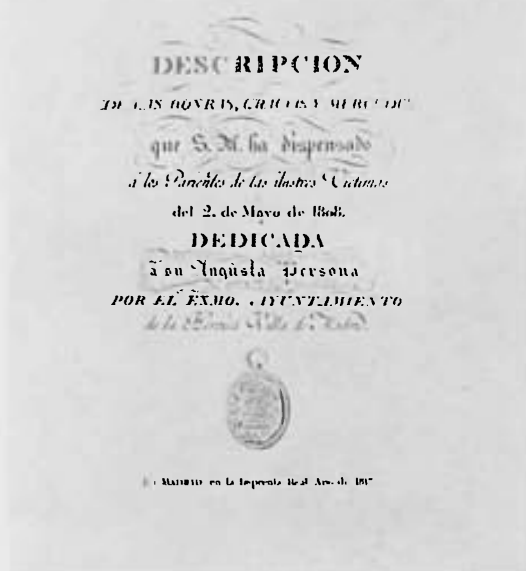 DESCRIPCION
DE LAS HONRAS, GRACIAS Y MERCEDES
que S. M. ha dispensado
á los Parientes de las ilustres Victimas
del 2. de Mayo de 1808.
DEDICADA
Augusta Persona
POR EL EXMO. AYUNTAMIENTO
de la Heroica Villa de Madrid.
MADRID en la Imprenta Real Año de 1817